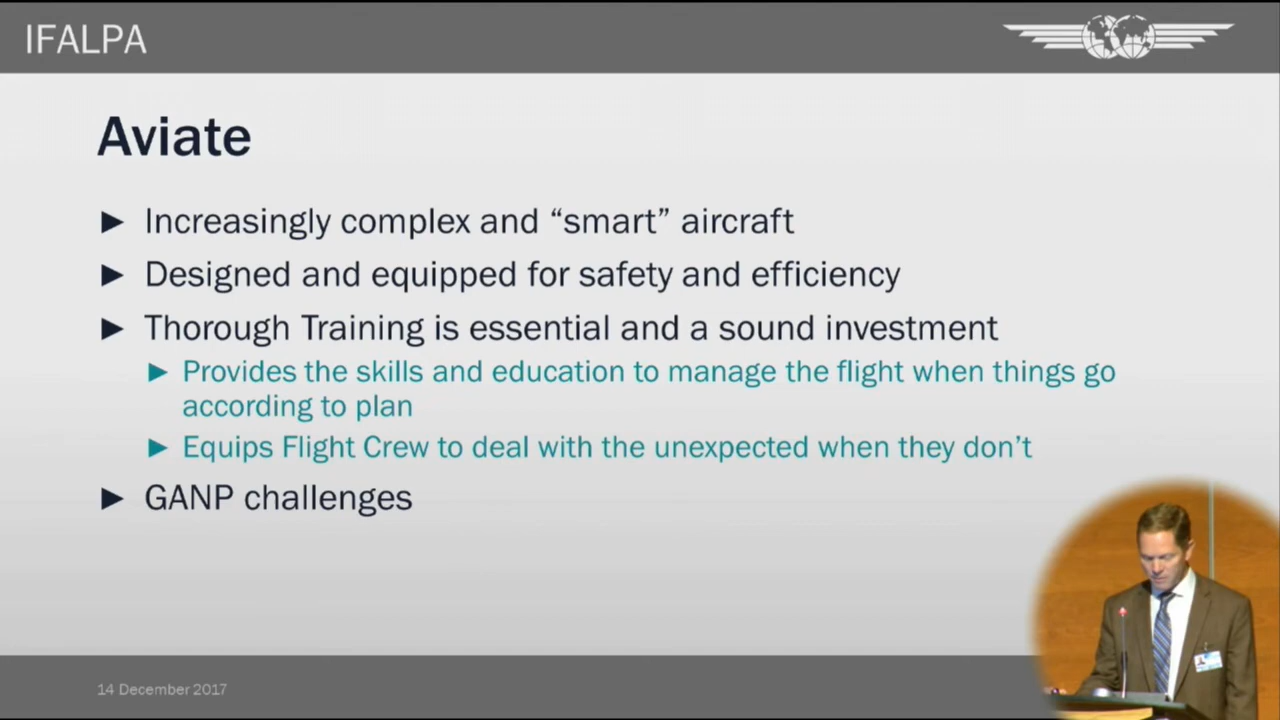 IFALPA
Aviate
► Increasingly complex and “smart” aircraft
► Designed and equipped for safety and efficiency
► Thorough Training is essential and a sound investment
► Provides the skills and education to manage the flight when things go
according to plan
► Equips Flight Crew to deal with the unexpected when they don’t
► GANP challenges
14 December 2017